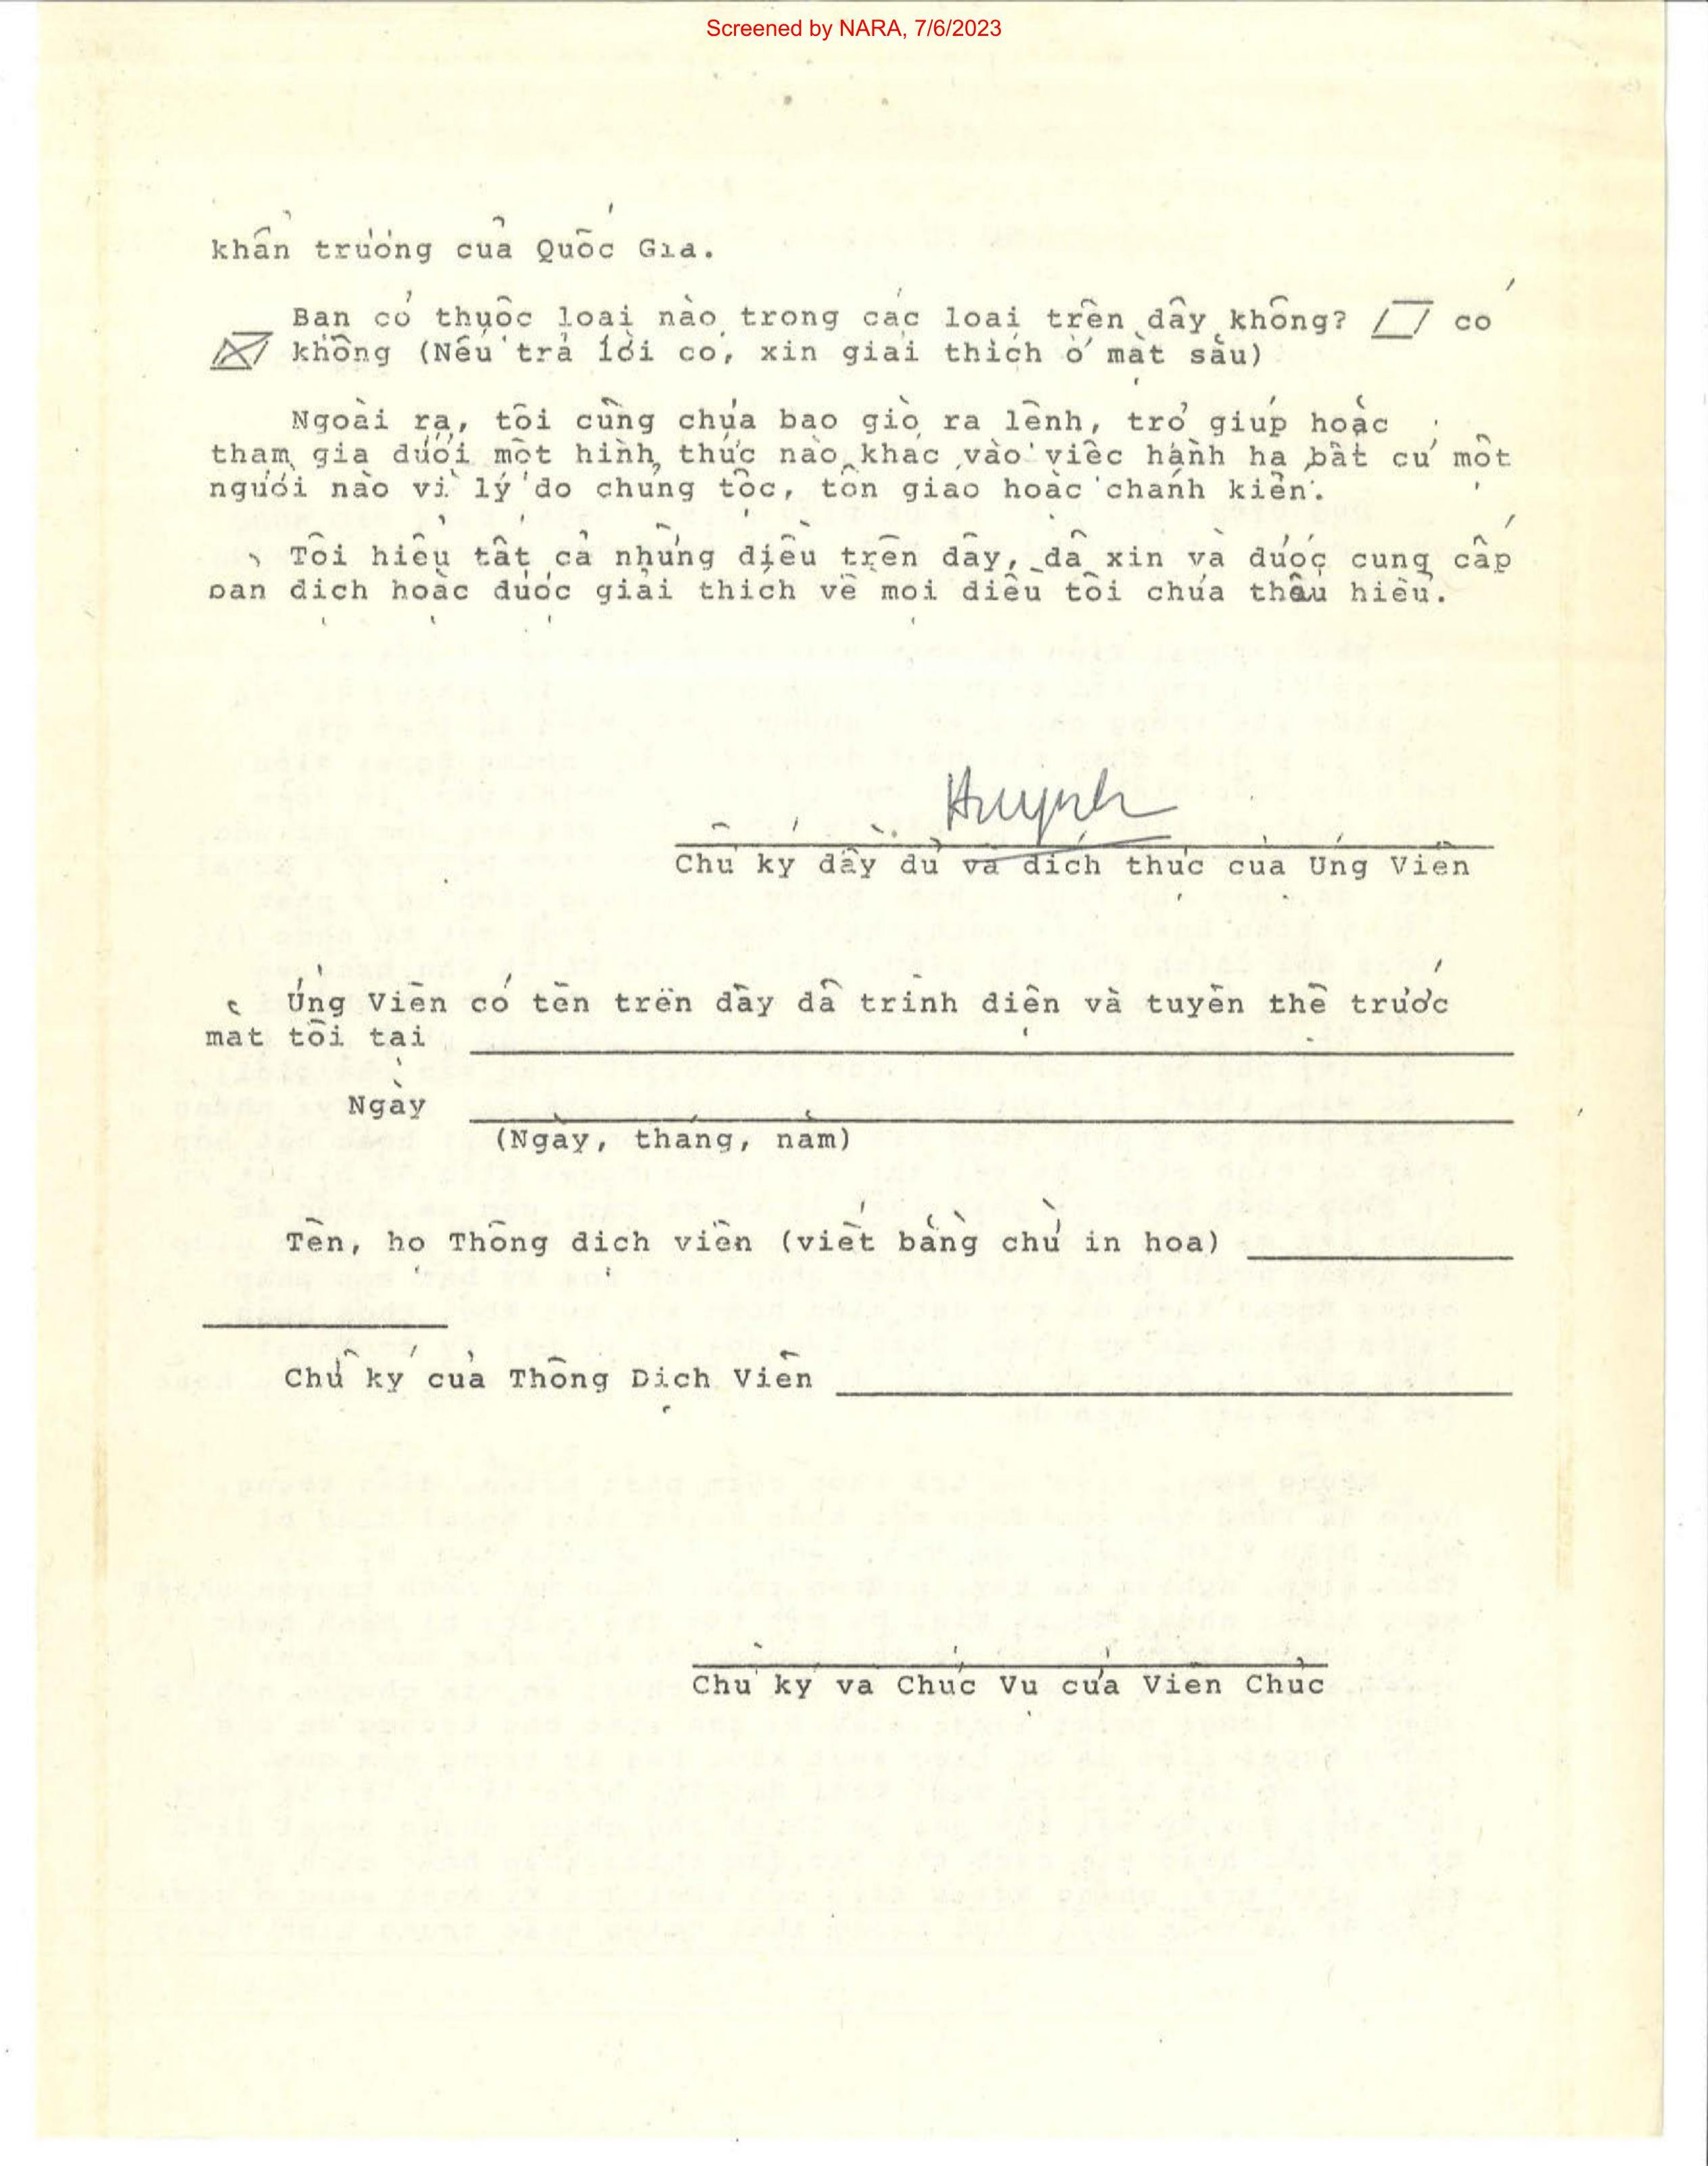 Screened by NARA, 7/6/2023
khẩn trương của Quốc Gia.
Bạn có thuộc loại nào trong các loại trên đây không? có
không (Nếu trả lời có, xin giải thích ở mặt sau)
Ngoài ra, tôi cũng chưa bao giờ ra lệnh, trợ giúp hoặc
tham gia dưới một hình thức nào khác vào việc hành hạ bất cứ một
người nào vì lý do chủng tộc, tôn giáo hoặc chánh kiến.
Tôi hiểu tất cả những điều trên đây, đã xin và được cung cấp
bản dịch hoặc được giải thích về mọi điều tôi chưa thấu hiểu.
Huynh
Chữ ký đầy đủ và đích thực của Ứng Viên
Ứng Viên có tên trên đây đã trình diện và tuyên thệ trước
mặt tôi tại
Ngày
(Ngày, tháng, năm)
Tên, họ Thông dịch viên (viết bằng chữ in hoa)
Chữ ký của Thông Dịch Viên
Chữ ký và Chức Vụ của Viên Chức